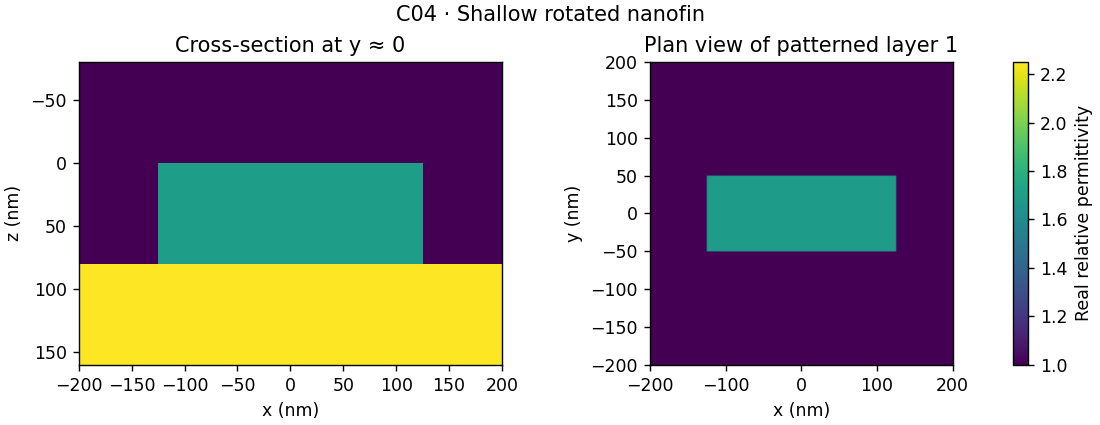 C04 · Shallow rotated nanofin
Cross-section at y ≈ 0
−50
0
50
100
150
z (nm)
−200 −150 −100 −50 0 50 100 150 200
x (nm)
Plan view of patterned layer 1
200
150
100
50
0
−50
−100
−150
−200
y (nm)
−200 −100 0 100 200
x (nm)
2.2
2.0
1.8
1.6
1.4
1.2
1.0
Real relative permittivity